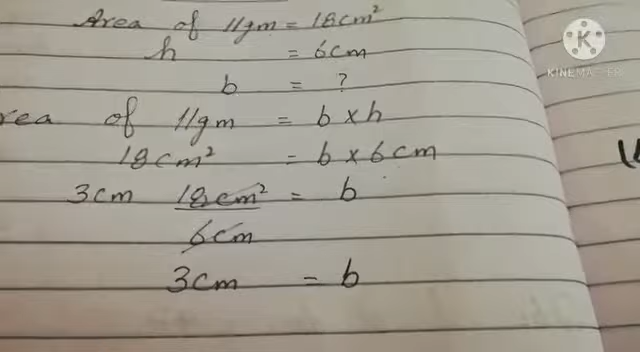 Area of 11gm = 18cm²
h = 6cm
b = ?
rea of 11gm = b x h
18cm² = b x 6cm
3cm 18cm² = b
6cm
3cm = b
KINEMASTER